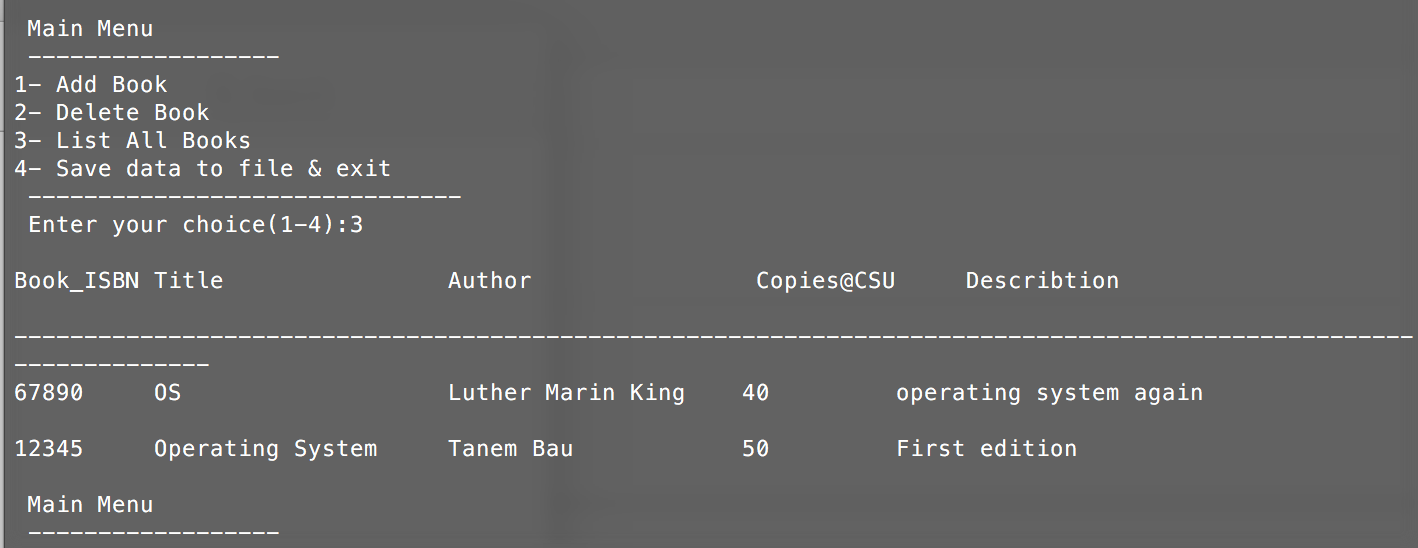 Main Menu
------------------
1- Add Book
2- Delete Book
3- List All Books
4- Save data to file & exit
-------------------------------
Enter your choice(1-4):3
Book_ISBN Title Author Copies@CSU Describtion
----------------------------------------------------------------------------------------------------
--------------
67890 OS Luther Marin King 40 operating system again
12345 Operating System Tanem Bau 50 First edition
Main Menu
------------------